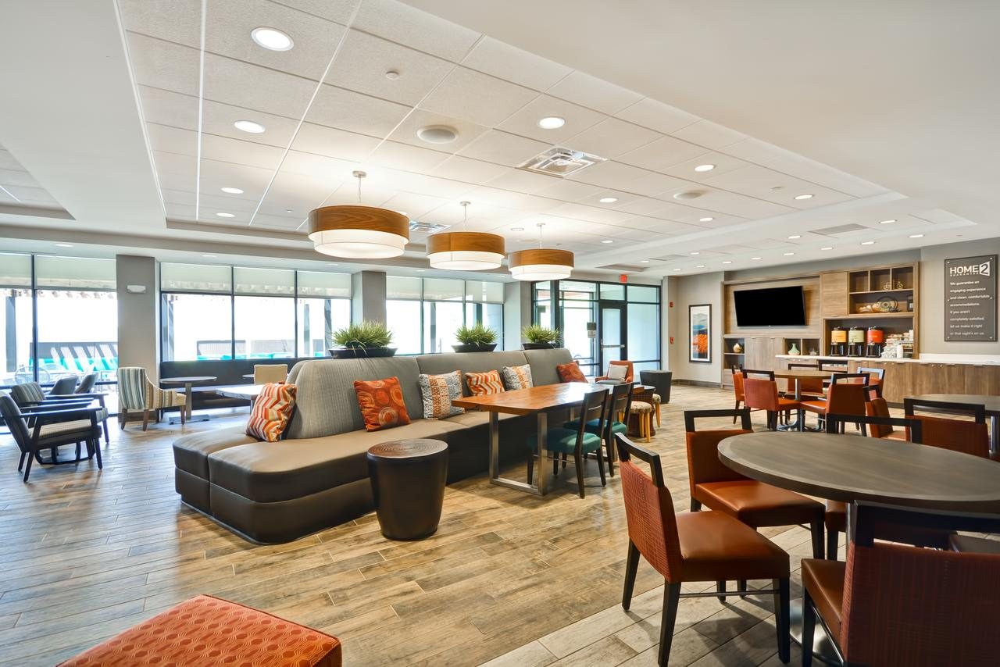 HOME2
GUARANTEE
We guarantee an
engaging experience
and clean, comfortable
accommodations.
If you aren't
completely satisfied,
let us make it right
or that night's on us.